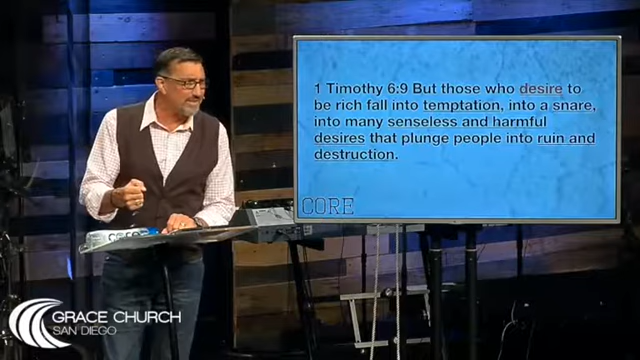 1 Timothy 6:9 But those who desire to
be rich fall into temptation, into a snare,
into many senseless and harmful
desires that plunge people into ruin and
destruction.
CORE
GRACE CHURCH
SAN DIEGO